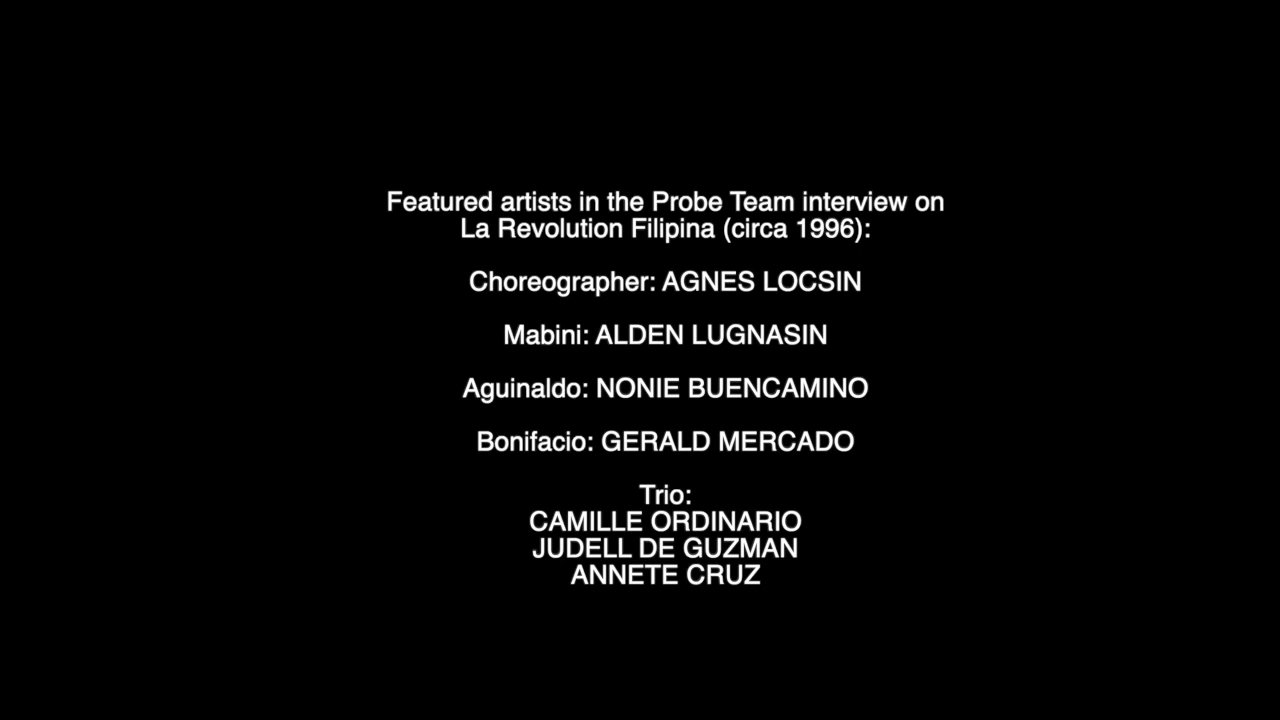 Featured artists in the Probe Team interview on
La Revolution Filipina (circa 1996):
Choreographer: AGNES LOCSIN
Mabini: ALDEN LUGNASIN
Aguinaldo: NONIE BUENCAMINO
Bonifacio: GERALD MERCADO
Trio:
CAMILLE ORDINARIO
JUDELL DE GUZMAN
ANNETE CRUZ